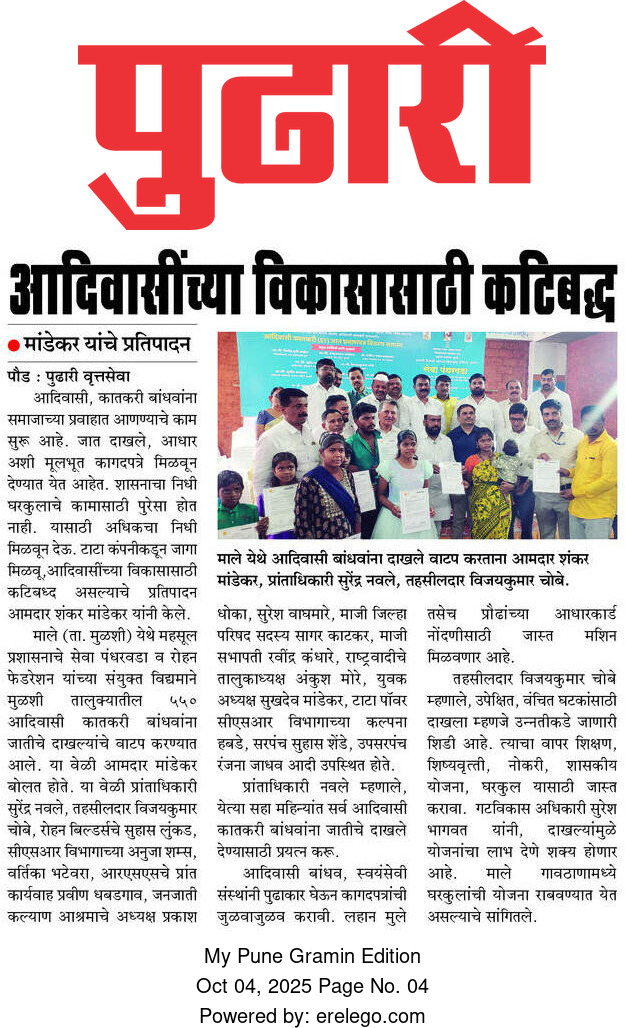 पुढारी
आदिवासींच्या विकासासाठी कटिबद्ध
मांडेकर यांचे प्रतिपादन
पौड : पुढारी वृत्तसेवा
आदिवासी, कातकरी बांधवांना
समाजाच्या प्रवाहात आणण्याचे काम
सुरू आहे. जात दाखले, आधार
अशी मूलभूत कागदपत्रे मिळवून
देण्यात येत आहेत. शासनाचा निधी
घरकुलाचे कामासाठी पुरेसा होत
नाही. यासाठी अधिकचा निधी
मिळवून देऊ. टाटा कंपनीकडून जागा
मिळवू,आदिवासींच्या विकासासाठी
कटिबध्द असल्याचे प्रतिपादन
आमदार शंकर मांडेकर यांनी केले.
माले (ता. मुळशी) येथे महसूल
प्रशासनाचे सेवा पंधरवडा व रोहन
फेडरेशन यांच्या संयुक्त विद्यमाने
मुळशी तालुक्यातील ५५०
आदिवासी कातकरी बांधवांना
जातीचे दाखल्यांचे वाटप करण्यात
आले. या वेळी आमदार मांडेकर
बोलत होते. या वेळी प्रांताधिकारी
सुरेंद्र नवले, तहसीलदार विजयकुमार
चोबे, रोहन बिल्डर्सचे सुहास लुंकड,
सीएसआर विभागाच्या अनुजा शम्स,
वर्तिका भटेवरा, आरएसएसचे प्रांत
कार्यवाह प्रवीण धबडगाव, जनजाती
कल्याण आश्रमाचे अध्यक्ष प्रकाश
आदिवासी कातकरी (ST) जात प्रमाणपत्र वितरण समारंभ
सेवा पंधरवडा
माले येथे आदिवासी बांधवांना दाखले वाटप करताना आमदार शंकर
मांडेकर, प्रांताधिकारी सुरेंद्र नवले, तहसीलदार विजयकुमार चोबे.
धोका, सुरेश वाघमारे, माजी जिल्हा
परिषद सदस्य सागर काटकर, माजी
सभापती रवींद्र कंधारे, राष्ट्रवादीचे
तालुकाध्यक्ष अंकुश मोरे, युवक
अध्यक्ष सुखदेव मांडेकर, टाटा पॉवर
सीएसआर विभागाच्या कल्पना
हबडे, सरपंच सुहास शेंडे, उपसरपंच
रंजना जाधव आदी उपस्थित होते.
प्रांताधिकारी नवले म्हणाले,
येत्या सहा महिन्यांत सर्व आदिवासी
कातकरी बांधवांना जातीचे दाखले
देण्यासाठी प्रयत्न करू.
आदिवासी बांधव, स्वयंसेवी
संस्थांनी पुढाकार घेऊन कागदपत्रांची
जुळवाजुळव करावी. लहान मुले
तसेच प्रौढांच्या आधारकार्ड
नोंदणीसाठी जास्त मशिन
मिळवणार आहे.
तहसीलदार विजयकुमार चोबे
म्हणाले, उपेक्षित, वंचित घटकांसाठी
दाखला म्हणजे उन्नतीकडे जाणारी
शिडी आहे. त्याचा वापर शिक्षण,
शिष्यवृत्ती, नोकरी, शासकीय
योजना, घरकुल यासाठी जास्त
करावा. गटविकास अधिकारी सुरेश
भागवत यांनी, दाखल्यांमुळे
योजनांचा लाभ देणे शक्य होणार
आहे. माले गावठाणामध्ये
घरकुलांची योजना राबवण्यात येत
असल्याचे सांगितले.
My Pune Gramin Edition
Oct 04, 2025 Page No. 04
Powered by: erelego.com